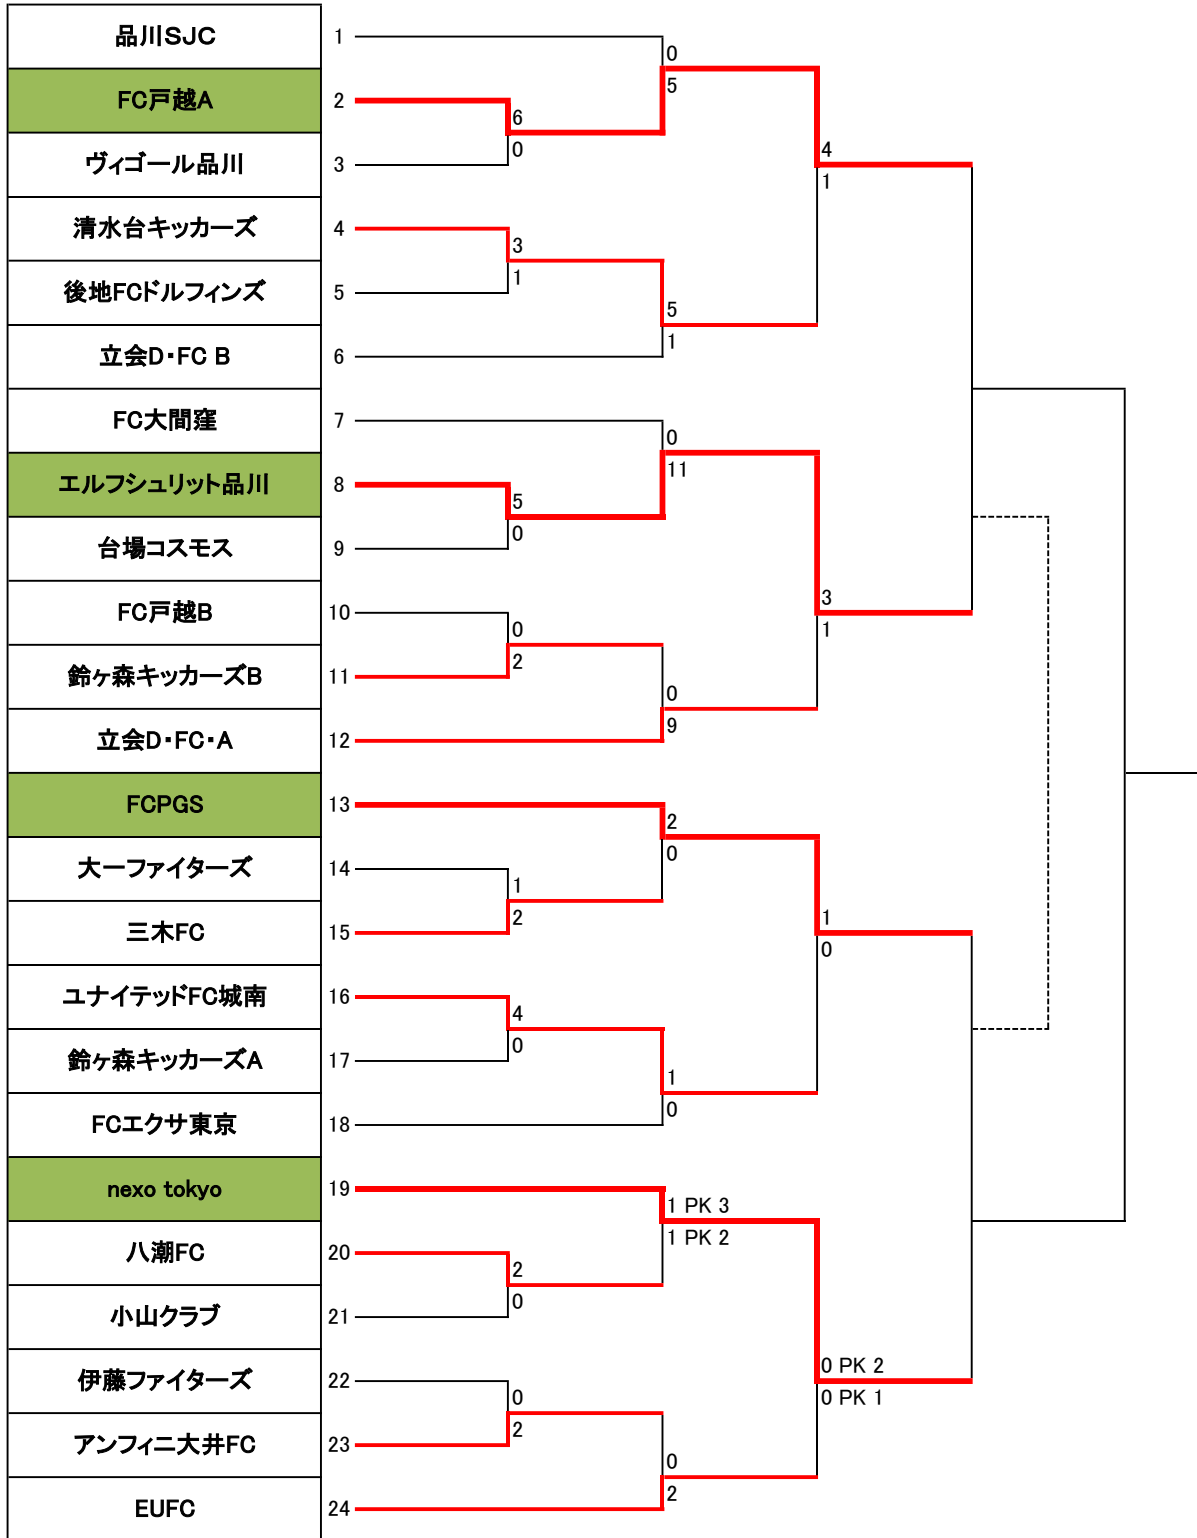 品川SJC 1
0
FC戸越A 2
5
6
ヴィゴール品川 3
0
4
1
清水台キッカーズ 4
3
後地FCドルフィンズ 5
1
5
立会D・FC B 6
1
FC大間窪 7
0
11
エルフシュリット品川 8
5
台場コスモス 9
0
FC戸越B 10
3
0
1
鈴ヶ森キッカーズB 11
2
0
立会D・FC・A 12
9
FCPGS 13
2
大一ファイターズ 14
0
1
三木FC 15
2
1
0
ユナイテッドFC城南 16
4
鈴ヶ森キッカーズA 17
0
1
FCエクサ東京 18
0
nexo tokyo 19
1 PK 3
八潮FC 20
1 PK 2
2
小山クラブ 21
0
伊藤ファイターズ 22
0 PK 2
0
0 PK 1
アンフィニ大井FC 23
2
0
EUFC 24
2